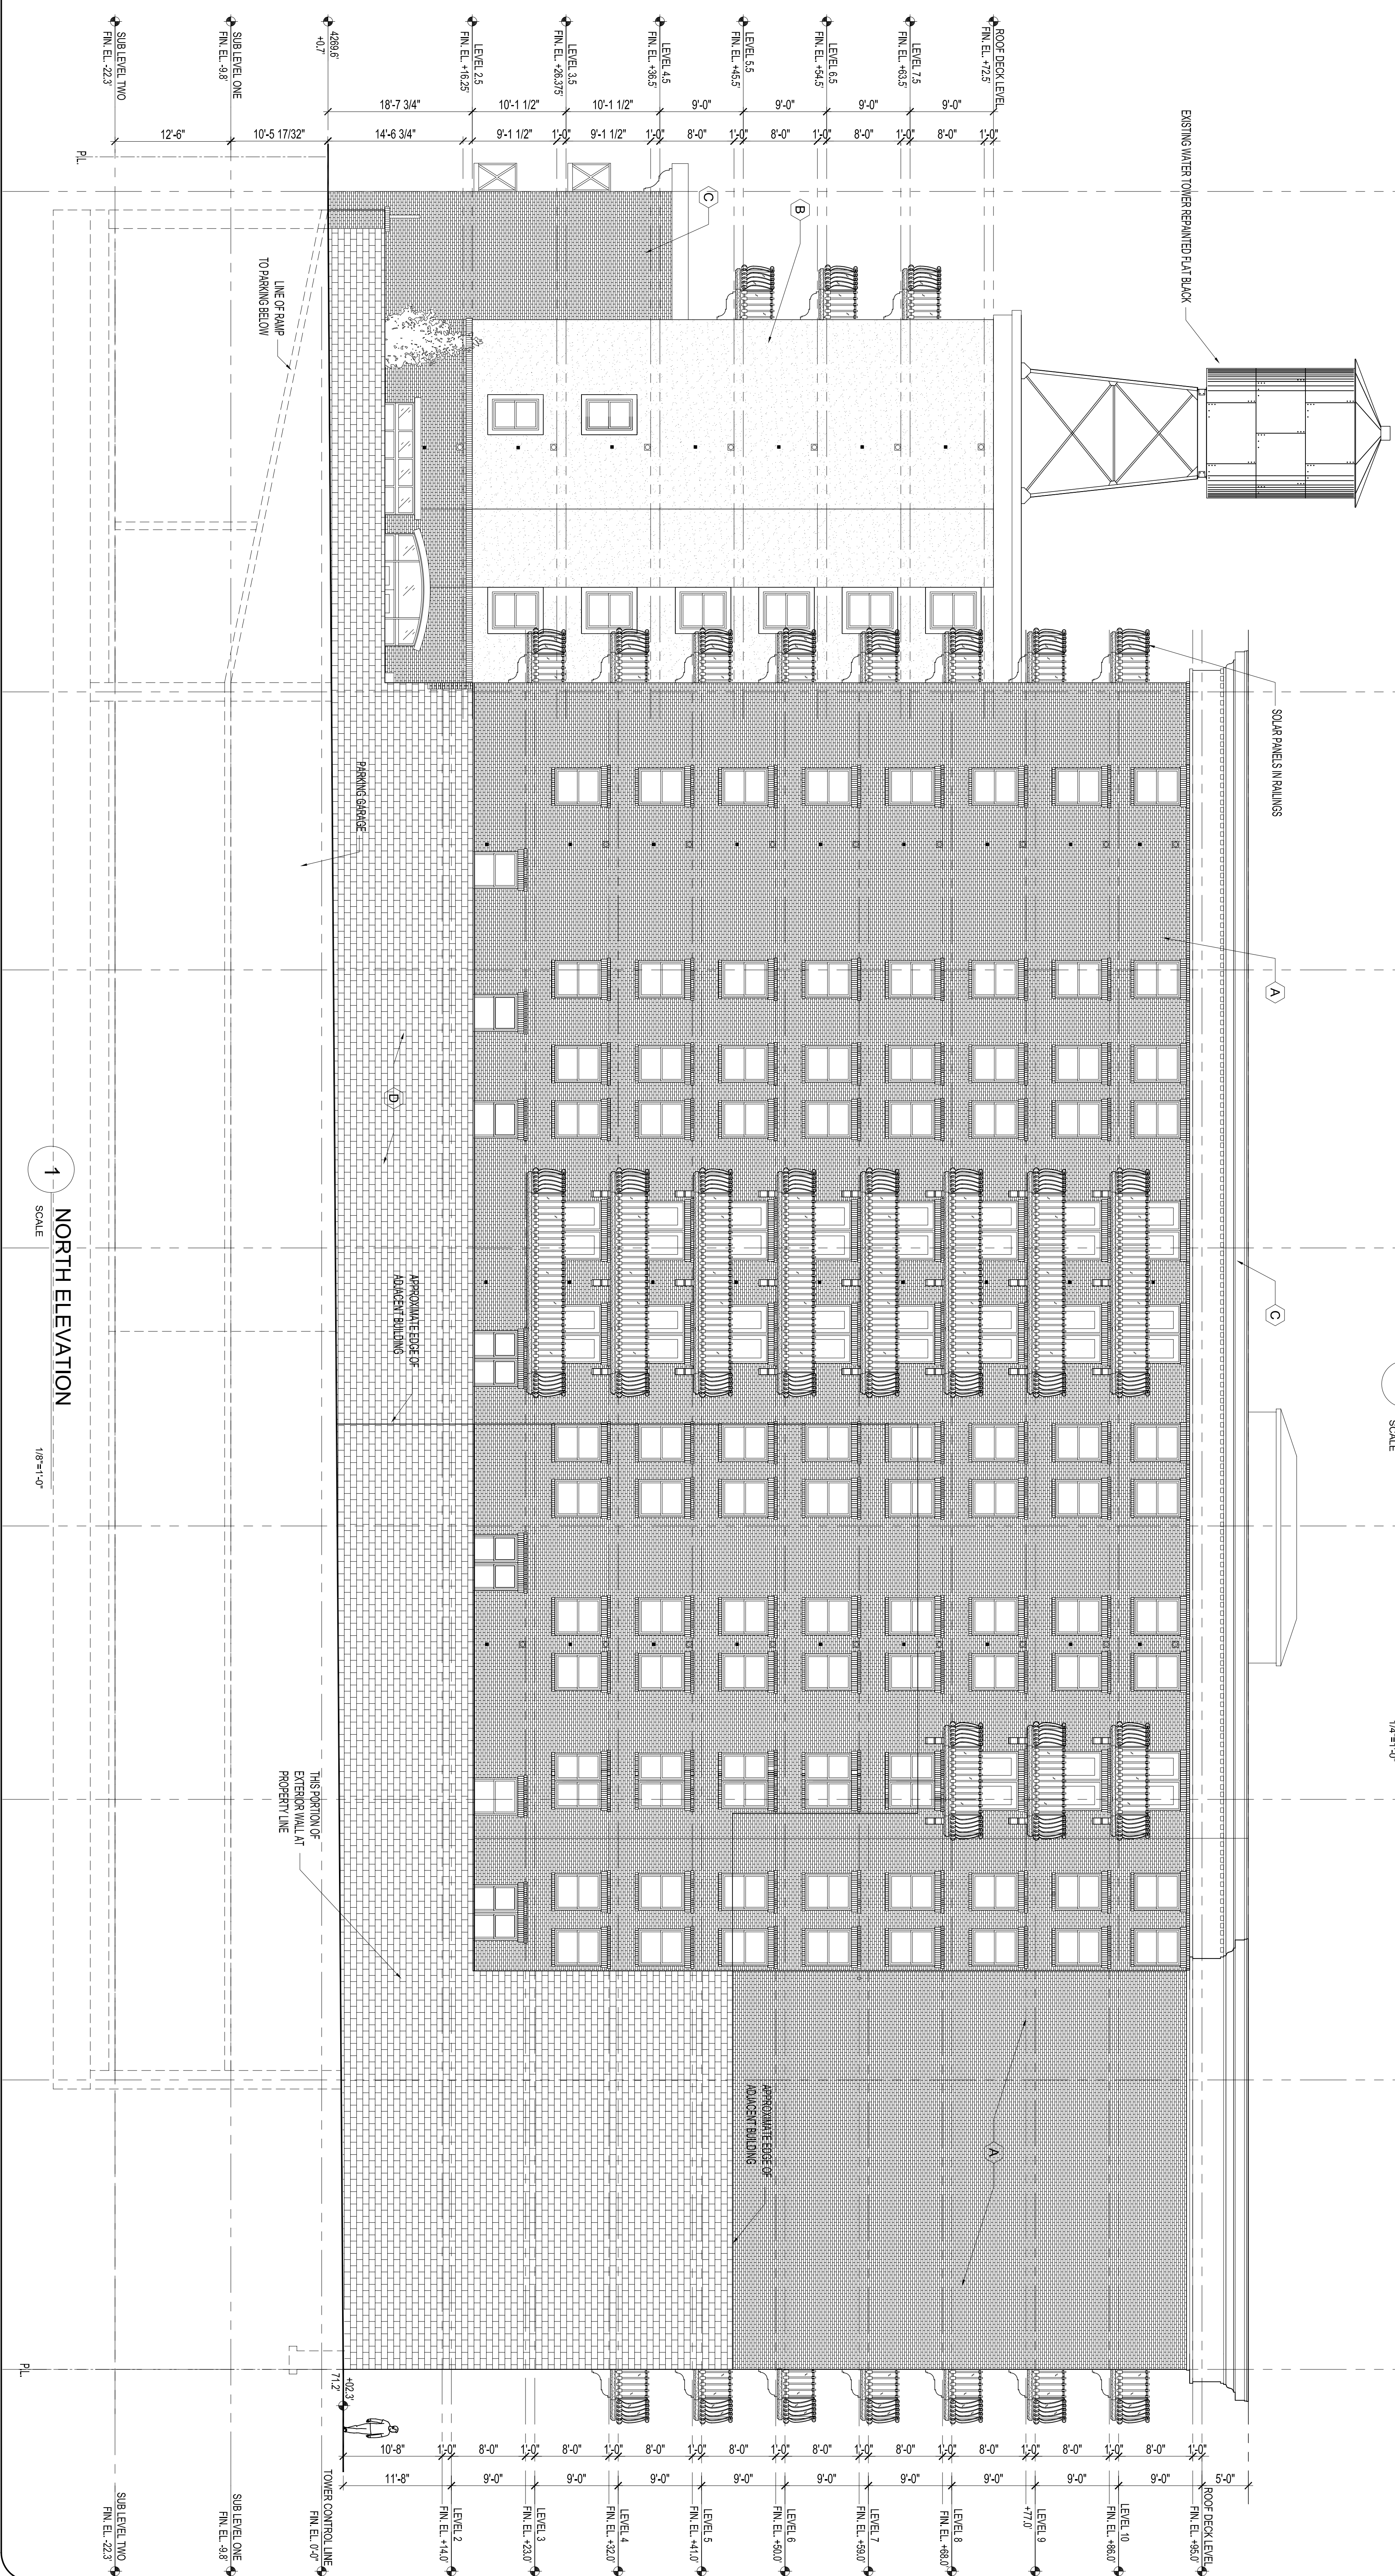 EXISTING WATER TOWER REPAINTED FLAT BLACK
SOLAR PANELS IN RAILINGS
A
C
SCALE
1/4"=1'-0"
ROOF DECK LEVEL
FIN. EL. +72.5'
LEVEL 7.5
FIN. EL. +63.5'
LEVEL 6.5
FIN. EL. +54.5'
LEVEL 5.5
FIN. EL. +45.5'
LEVEL 4.5
FIN. EL. +36.5'
LEVEL 3.5
FIN. EL. +26.375'
LEVEL 2.5
FIN. EL. +16.25'
4269.6'
+0.7'
SUB LEVEL ONE
FIN. EL. -9.8'
SUB LEVEL TWO
FIN. EL. -22.3'
9'-0"
9'-0"
9'-0"
9'-0"
10'-1 1/2"
10'-1 1/2"
18'-7 3/4"
1'-0"
8'-0"
1'-0"
8'-0"
1'-0"
8'-0"
1'-0"
8'-0"
1'-0"
9'-1 1/2"
1'-0"
9'-1 1/2"
14'-6 3/4"
10'-5 17/32"
12'-6"
P.L.
B
C
LINE OF RAMP
TO PARKING BELOW
PARKING GARAGE
D
APPROXIMATE EDGE OF
ADJACENT BUILDING
THIS PORTION OF
EXTERIOR WALL AT
PROPERTY LINE
APPROXIMATE EDGE OF
ADJACENT BUILDING
A
+02.3'
71.2'
5'-0"
1'-0"
8'-0"
1'-0"
8'-0"
1'-0"
8'-0"
1'-0"
8'-0"
1'-0"
8'-0"
1'-0"
8'-0"
1'-0"
8'-0"
1'-0"
8'-0"
1'-0"
8'-0"
1'-0"
10'-8"
9'-0"
9'-0"
9'-0"
9'-0"
9'-0"
9'-0"
9'-0"
9'-0"
9'-0"
11'-8"
ROOF DECK LEVEL
FIN. EL. +95.0'
LEVEL 10
FIN. EL. +86.0'
LEVEL 9
+77.0'
LEVEL 8
FIN. EL. +68.0'
LEVEL 7
FIN. EL. +59.0'
LEVEL 6
FIN. EL. +50.0'
LEVEL 5
FIN. EL. +41.0'
LEVEL 4
FIN. EL. +32.0'
LEVEL 3
FIN. EL. +23.0'
LEVEL 2
FIN. EL. +14.0'
TOWER CONTROL LINE
FIN. EL. 0'-0"
SUB LEVEL ONE
FIN. EL. -9.8'
SUB LEVEL TWO
FIN. EL. -22.3'
P.L.
1
NORTH ELEVATION
SCALE
1/8"=1'-0"